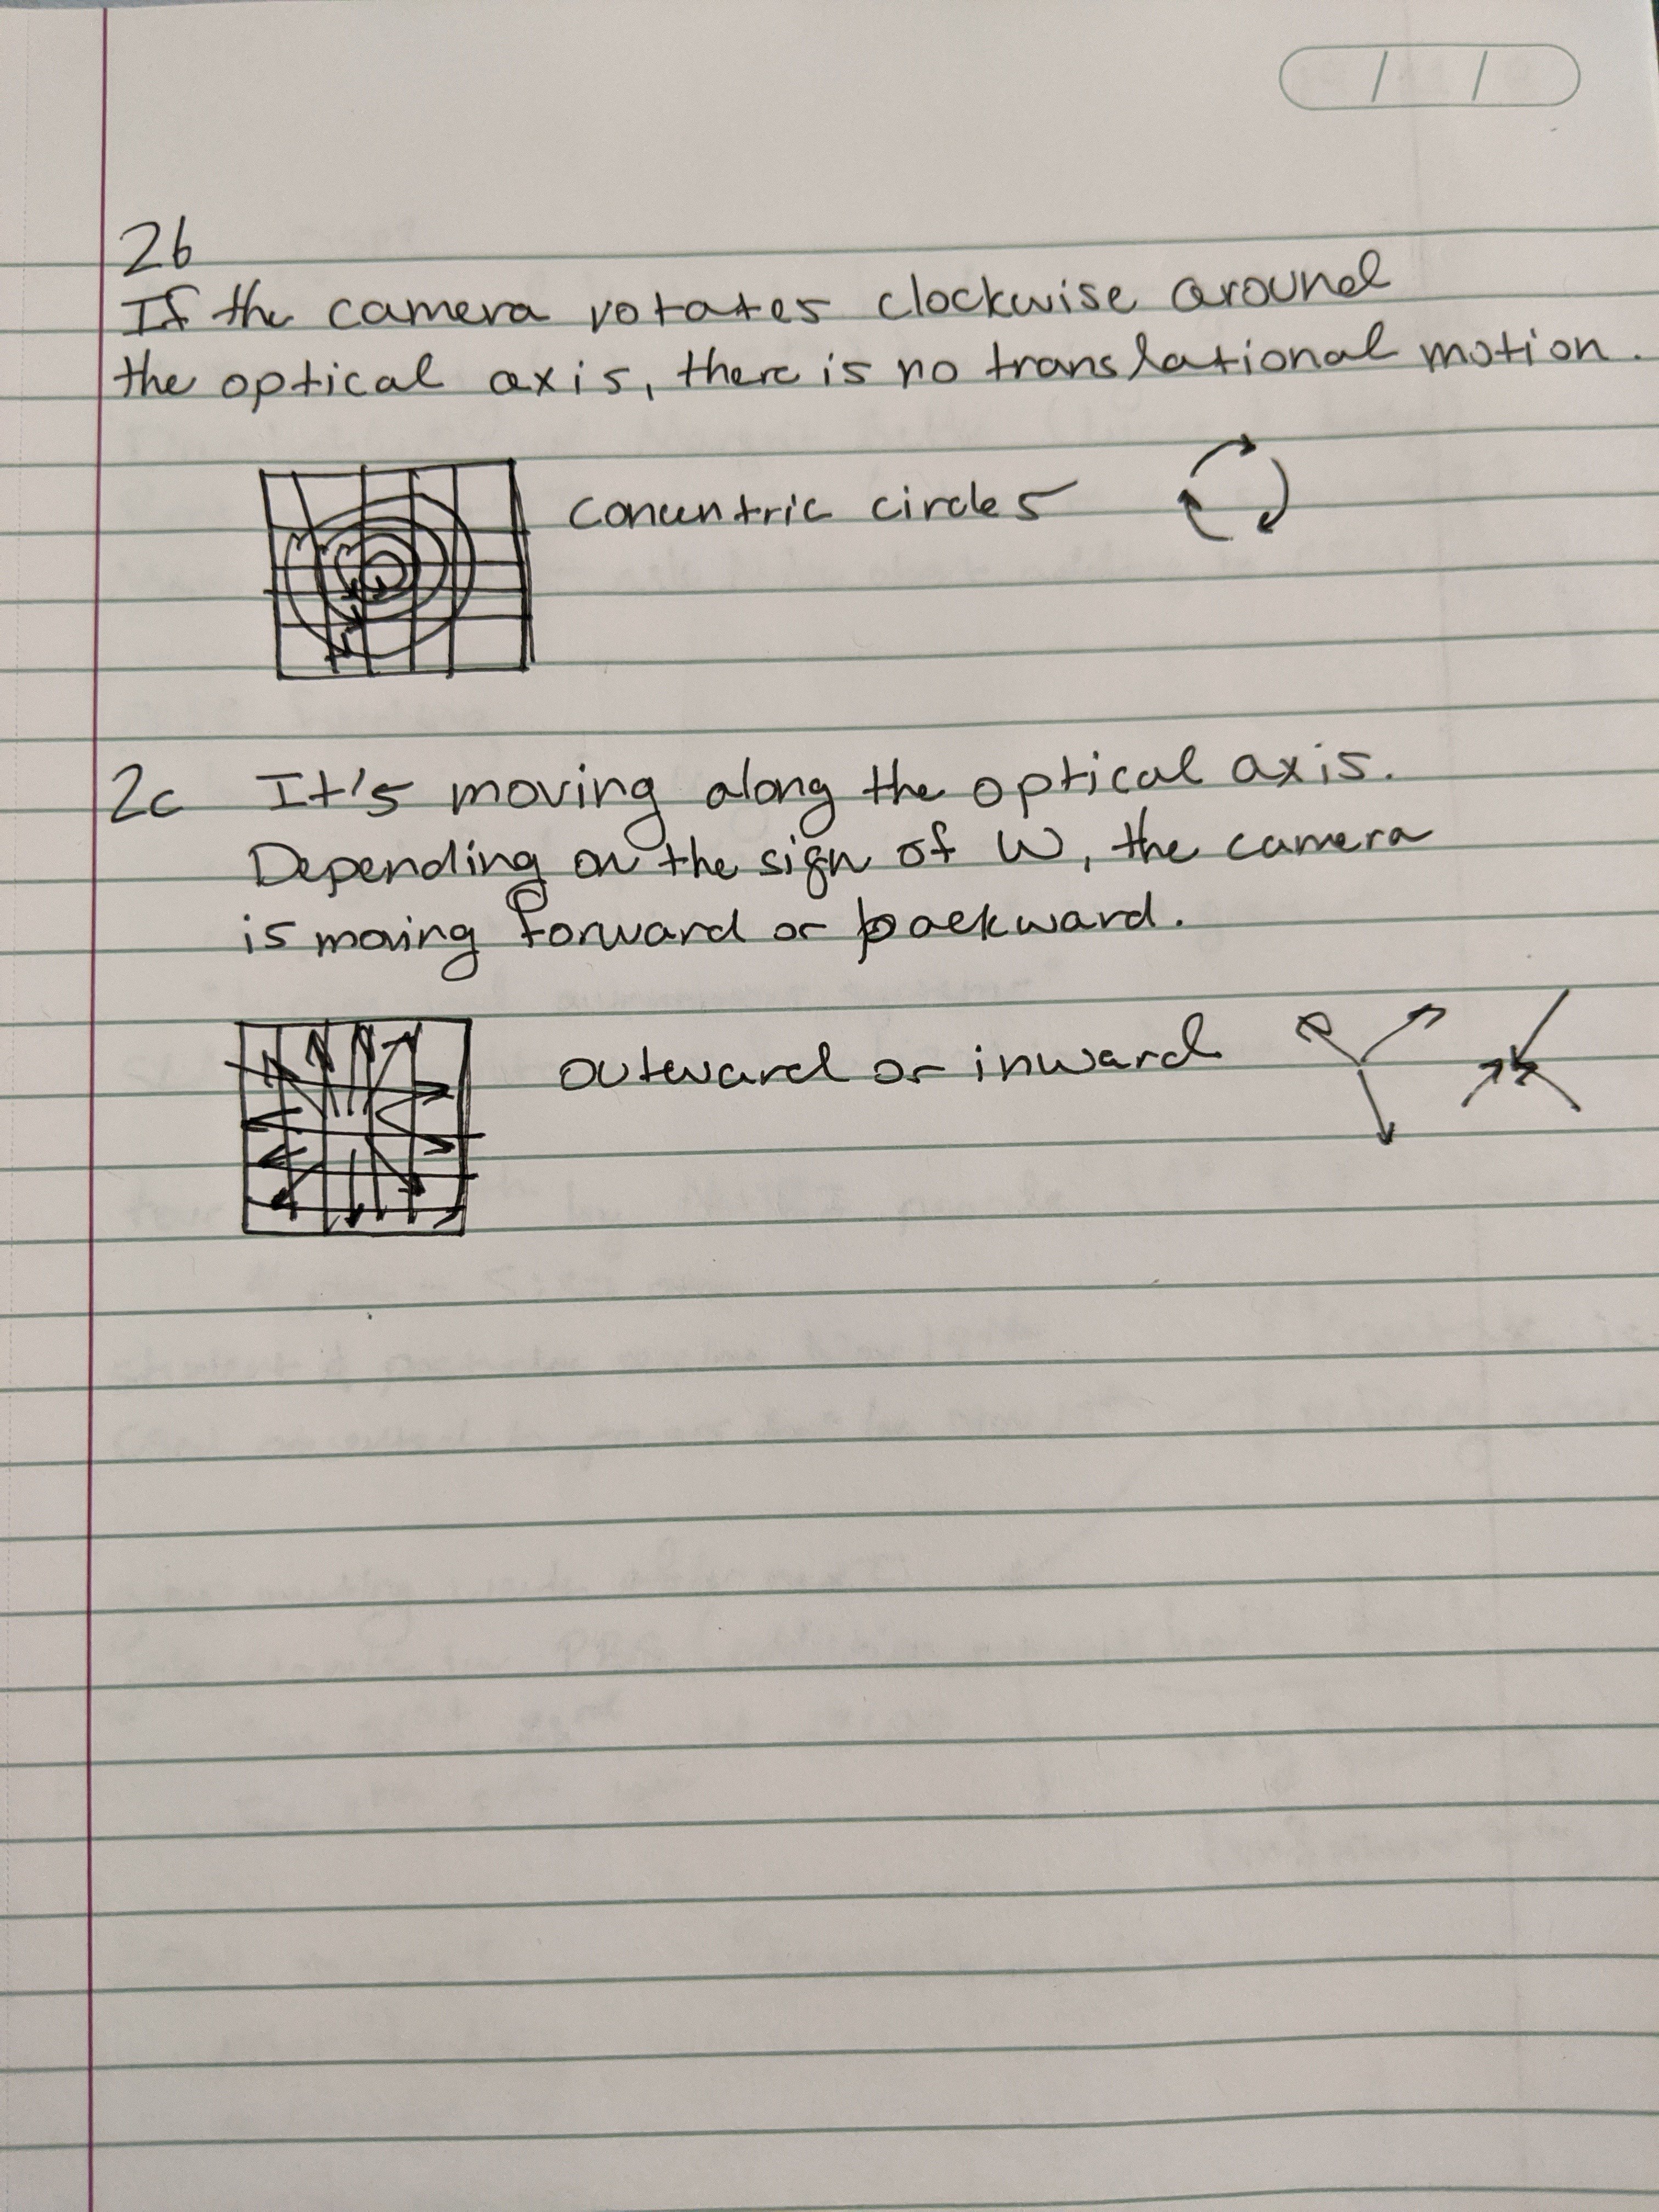 2b
If the camera rotates clockwise around
the optical axis, there is no translational motion.
concentric circles
2c It's moving along the optical axis.
Depending on the sign of W, the camera
is moving forward or backward.
outward or inward